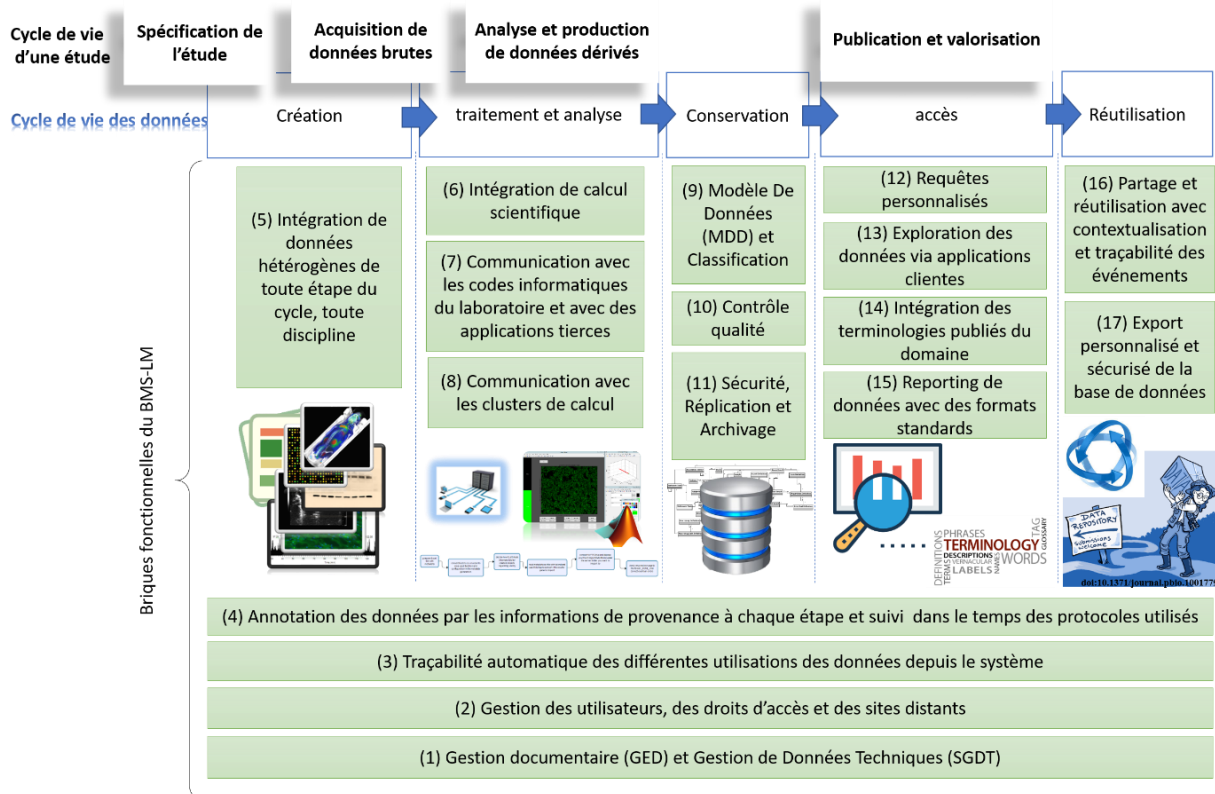 Cycle de vie
d'une étude
Spécification de
l'étude
Acquisition de
données brutes
Analyse et production
de données dérivés
Publication et valorisation
Cycle de vie des données
Création
traitement et analyse
Conservation
accès
Réutilisation
Briques fonctionnelles du BMS-LM
(5) Intégration de
données
hétérogènes de
toute étape du
cycle, toute
discipline
(6) Intégration de calcul
scientifique
(7) Communication avec
les codes informatiques
du laboratoire et avec des
applications tierces
(8) Communication avec
les clusters de calcul
(9) Modèle De
Données
(MDD) et
Classification
(10) Contrôle
qualité
(11) Sécurité,
Réplication et
Archivage
(12) Requêtes
personnalisés
(13) Exploration des
données via applications
clientes
(14) Intégration des
terminologies publiés du
domaine
(15) Reporting de
données avec des formats
standards
(16) Partage et
réutilisation avec
contextualisation
et traçabilité des
événements
(17) Export
personnalisé et
sécurisé de la
base de données
DEFINITIONS
TERMS
PHRASES
TERMINOLOGY
DESCRIPTIONS
VERNACULAR
LABELS
NAMES
WORDS
TAG
GLOSSARY
DATA
REPOSITORY
SUBMISSIONS
WELCOME
doi:10.1371/journal.pbio.1001779
(4) Annotation des données par les informations de provenance à chaque étape et suivi dans le temps des protocoles utilisés
(3) Traçabilité automatique des différentes utilisations des données depuis le système
(2) Gestion des utilisateurs, des droits d'accès et des sites distants
(1) Gestion documentaire (GED) et Gestion de Données Techniques (SGDT)